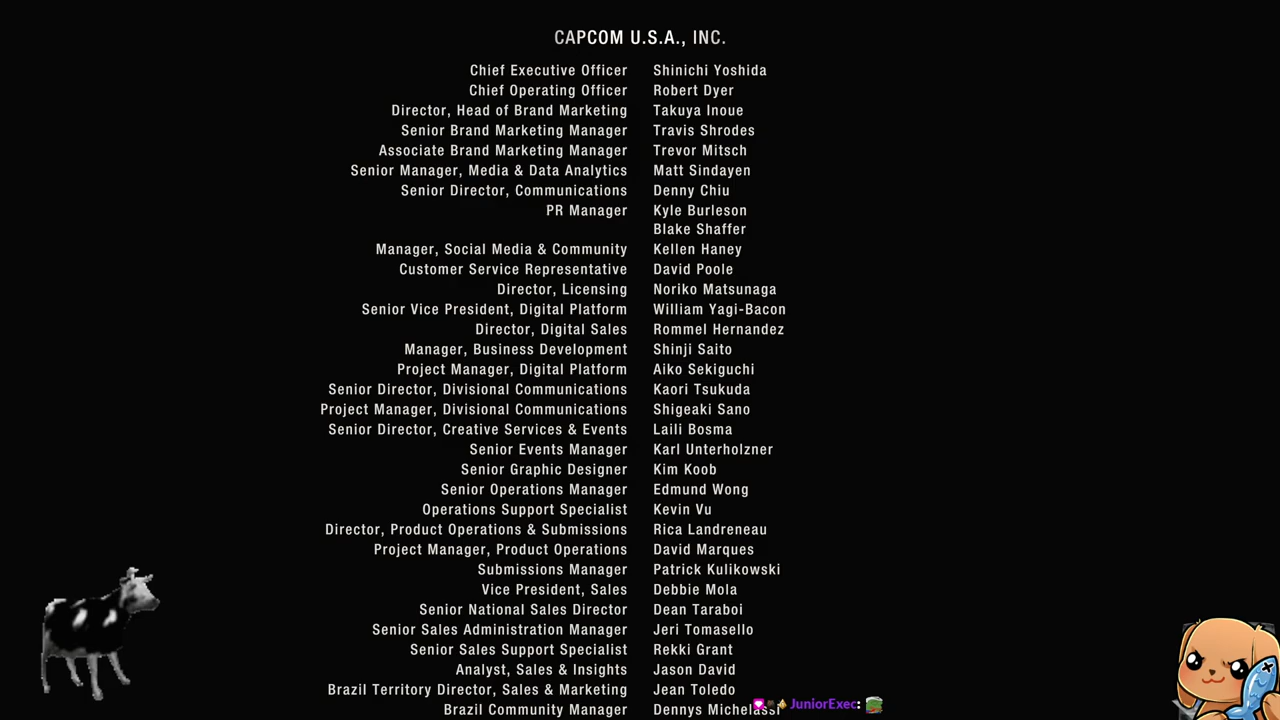 CAPCOM U.S.A., INC.
Chief Executive Officer Shinichi Yoshida
Chief Operating Officer Robert Dyer
Director, Head of Brand Marketing Takuya Inoue
Senior Brand Marketing Manager Travis Shrodes
Associate Brand Marketing Manager Trevor Mitsch
Senior Manager, Media & Data Analytics Matt Sindayen
Senior Director, Communications Denny Chiu
PR Manager Kyle Burleson
Blake Shaffer
Manager, Social Media & Community Kellen Haney
Customer Service Representative David Poole
Director, Licensing Noriko Matsunaga
Senior Vice President, Digital Platform William Yagi-Bacon
Director, Digital Sales Rommel Hernandez
Manager, Business Development Shinji Saito
Project Manager, Digital Platform Aiko Sekiguchi
Senior Director, Divisional Communications Kaori Tsukuda
Project Manager, Divisional Communications Shigeaki Sano
Senior Director, Creative Services & Events Laili Bosma
Senior Events Manager Karl Unterholzner
Senior Graphic Designer Kim Koob
Senior Operations Manager Edmund Wong
Operations Support Specialist Kevin Vu
Director, Product Operations & Submissions Rica Landreneau
Project Manager, Product Operations David Marques
Submissions Manager Patrick Kulikowski
Vice President, Sales Debbie Mola
Senior National Sales Director Dean Taraboi
Senior Sales Administration Manager Jeri Tomasello
Senior Sales Support Specialist Rekki Grant
Analyst, Sales & Insights Jason David
Brazil Territory Director, Sales & Marketing Jean Toledo
Brazil Community Manager Dennys Michelassi
JuniorExec: